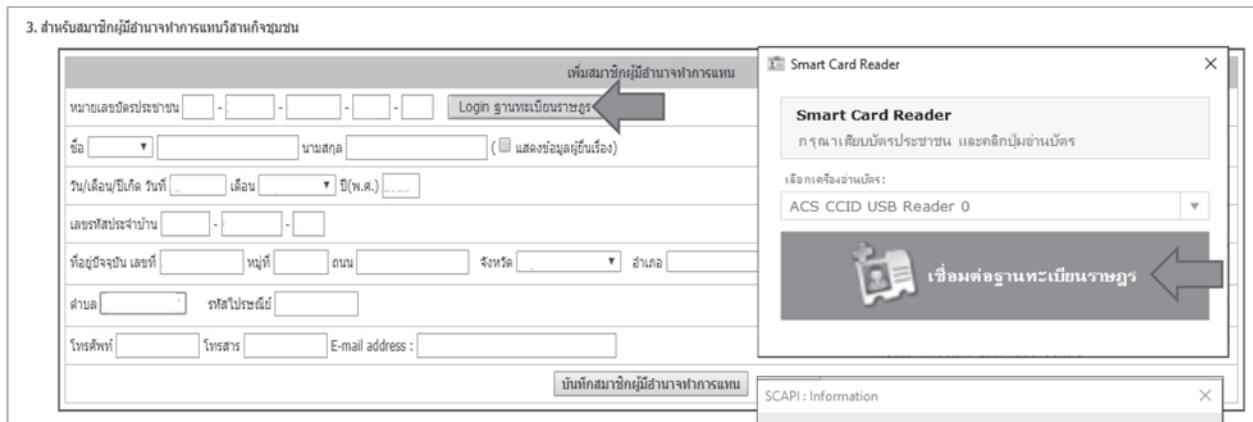 3. สำหรับสมาชิกผู้มีอำนาจทำการแทนวิสาหกิจชุมชน
เพิ่มสมาชิกผู้มีอำนาจทำการแทน
หมายเลขบัตรประชาชน - - - - Login ฐานทะเบียนราษฎร
ชื่อ นามสกุล ( แสดงข้อมูลผู้ยื่นเรื่อง)
วัน/เดือน/ปีเกิด วันที่ เดือน ปี(พ.ศ.)
เลขรหัสประจำบ้าน - -
ที่อยู่ปัจจุบัน เลขที่ หมู่ที่ ถนน จังหวัด อำเภอ
ตำบล รหัสไปรษณีย์
โทรศัพท์ โทรสาร E-mail address :
บันทึกสมาชิกผู้มีอำนาจทำการแทน
Smart Card Reader
Smart Card Reader
กรุณาเสียบบัตรประชาชน และคลิกปุ่มอ่านบัตร
เลือกเครื่องอ่านบัตร:
ACS CCID USB Reader 0
เชื่อมต่อฐานทะเบียนราษฎร
SCAPI : Information